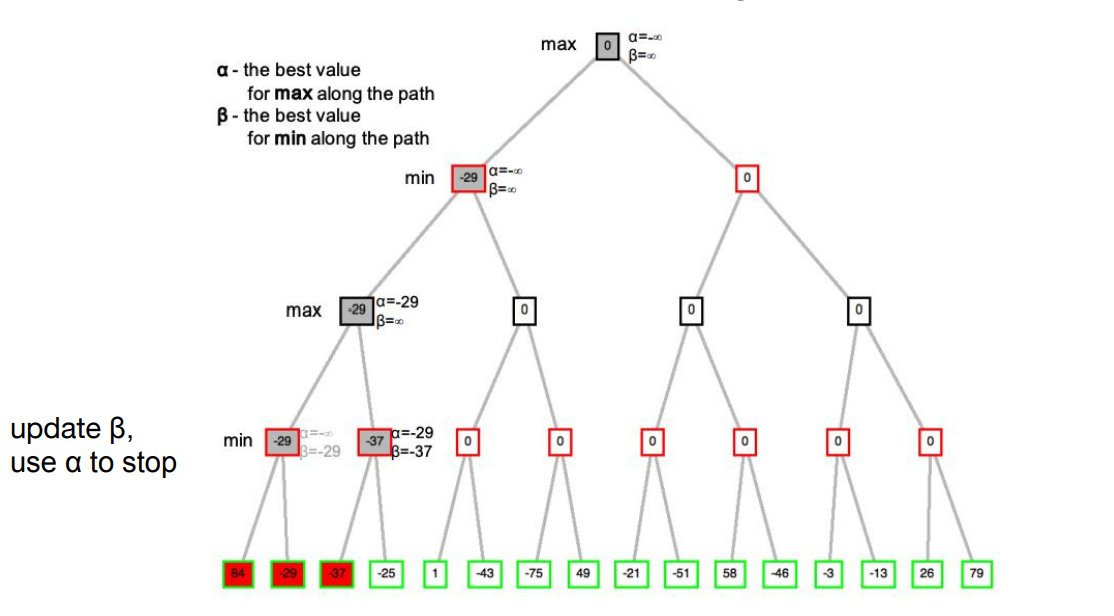 max 0 α=-∞
β=∞
α - the best value
for max along the path
β - the best value
for min along the path
min -29 α=-∞
β=∞
0
max -29 α=-29
β=∞
0 0 0
update β,
use α to stop
min -29 α=-∞
β=-29
-37 α=-29
β=-37
0 0 0 0 0 0
84 -29 -37 -25 1 -43 -75 49 -21 -51 58 -46 -3 -13 26 79